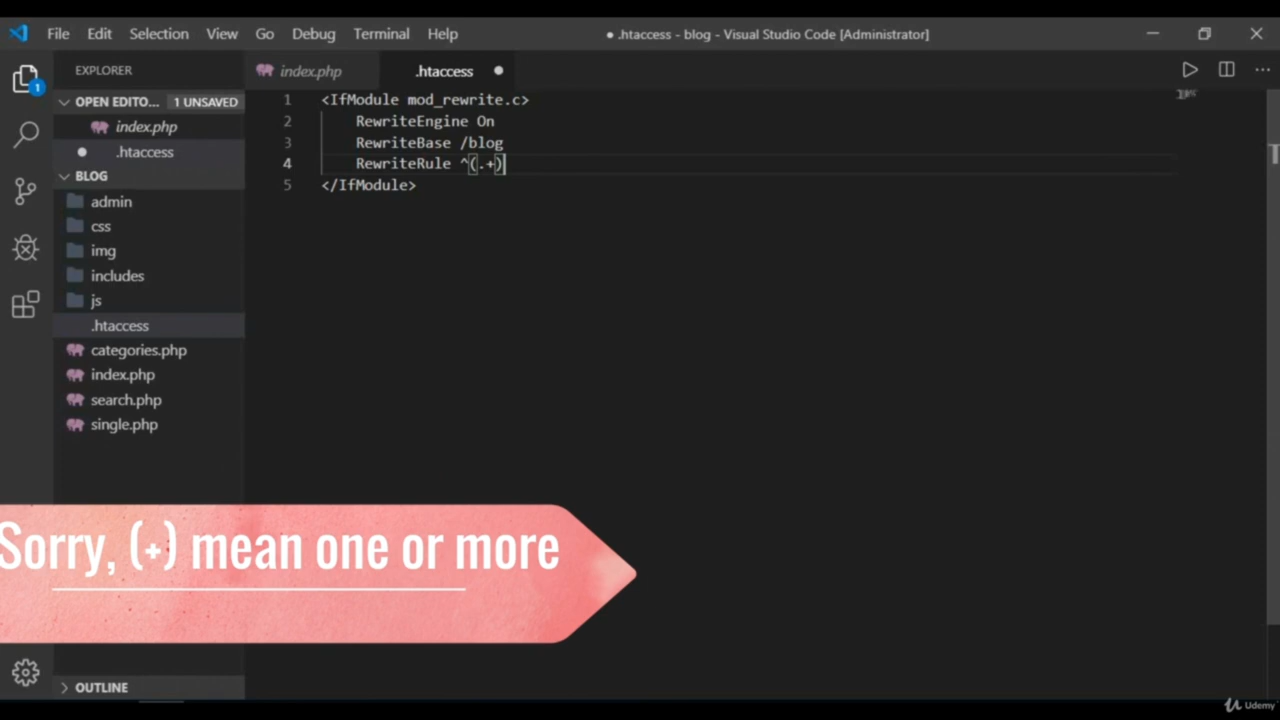 File Edit Selection View Go Debug Terminal Help
.htaccess - blog - Visual Studio Code [Administrator]
EXPLORER
index.php
.htaccess
OPEN EDITO... 1 UNSAVED
index.php
.htaccess
BLOG
admin
css
img
includes
js
.htaccess
categories.php
index.php
search.php
single.php
1 <IfModule mod_rewrite.c>
2 RewriteEngine On
3 RewriteBase /blog
4 RewriteRule ^(.+)
5 </IfModule>
1
Sorry, (+) mean one or more
OUTLINE
Udemy